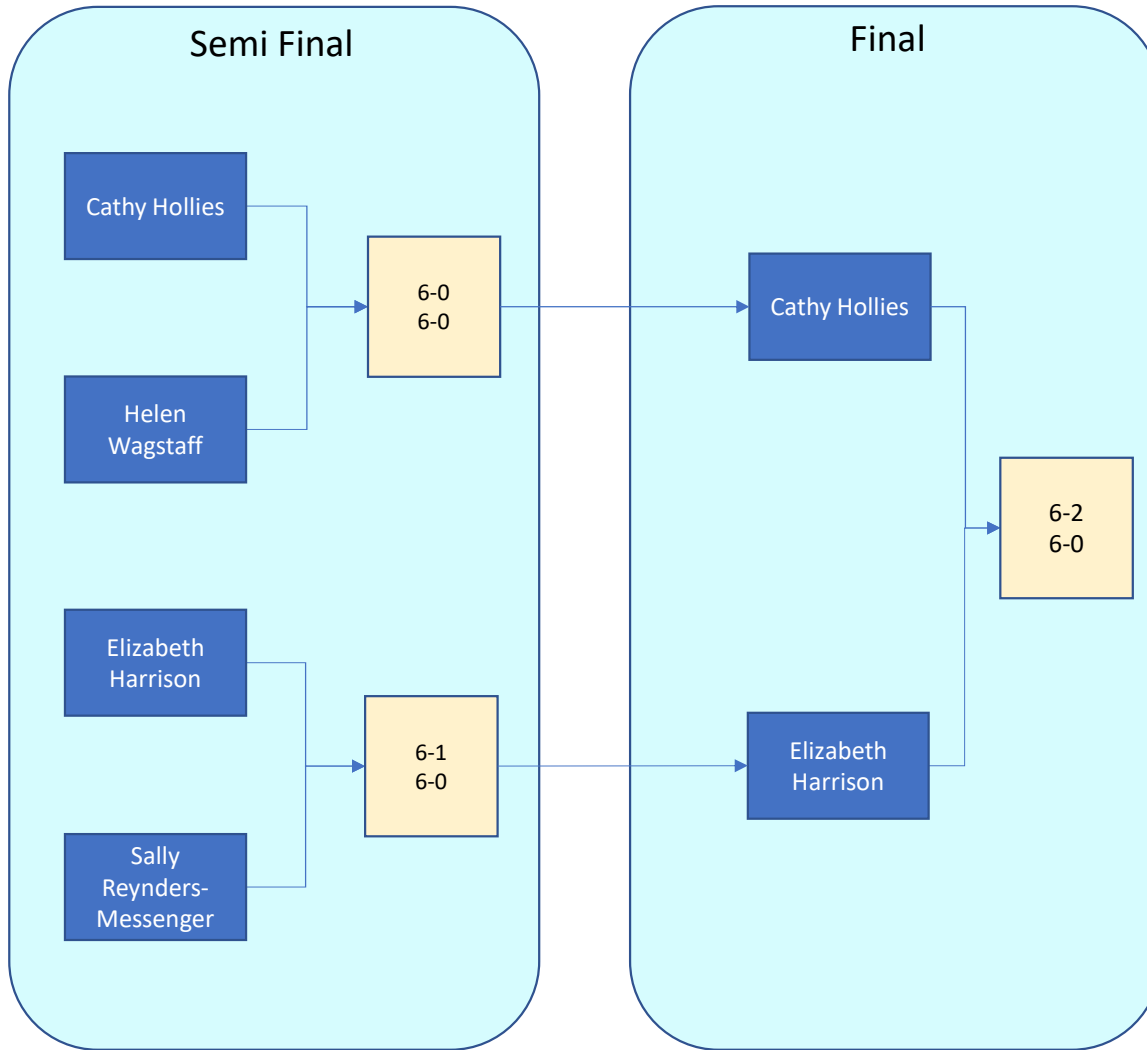 Semi Final
Cathy Hollies
6-0
6-0
Helen
Wagstaff
Elizabeth
Harrison
6-1
6-0
Sally
Reynders-
Messenger
Final
Cathy Hollies
6-2
6-0
Elizabeth
Harrison